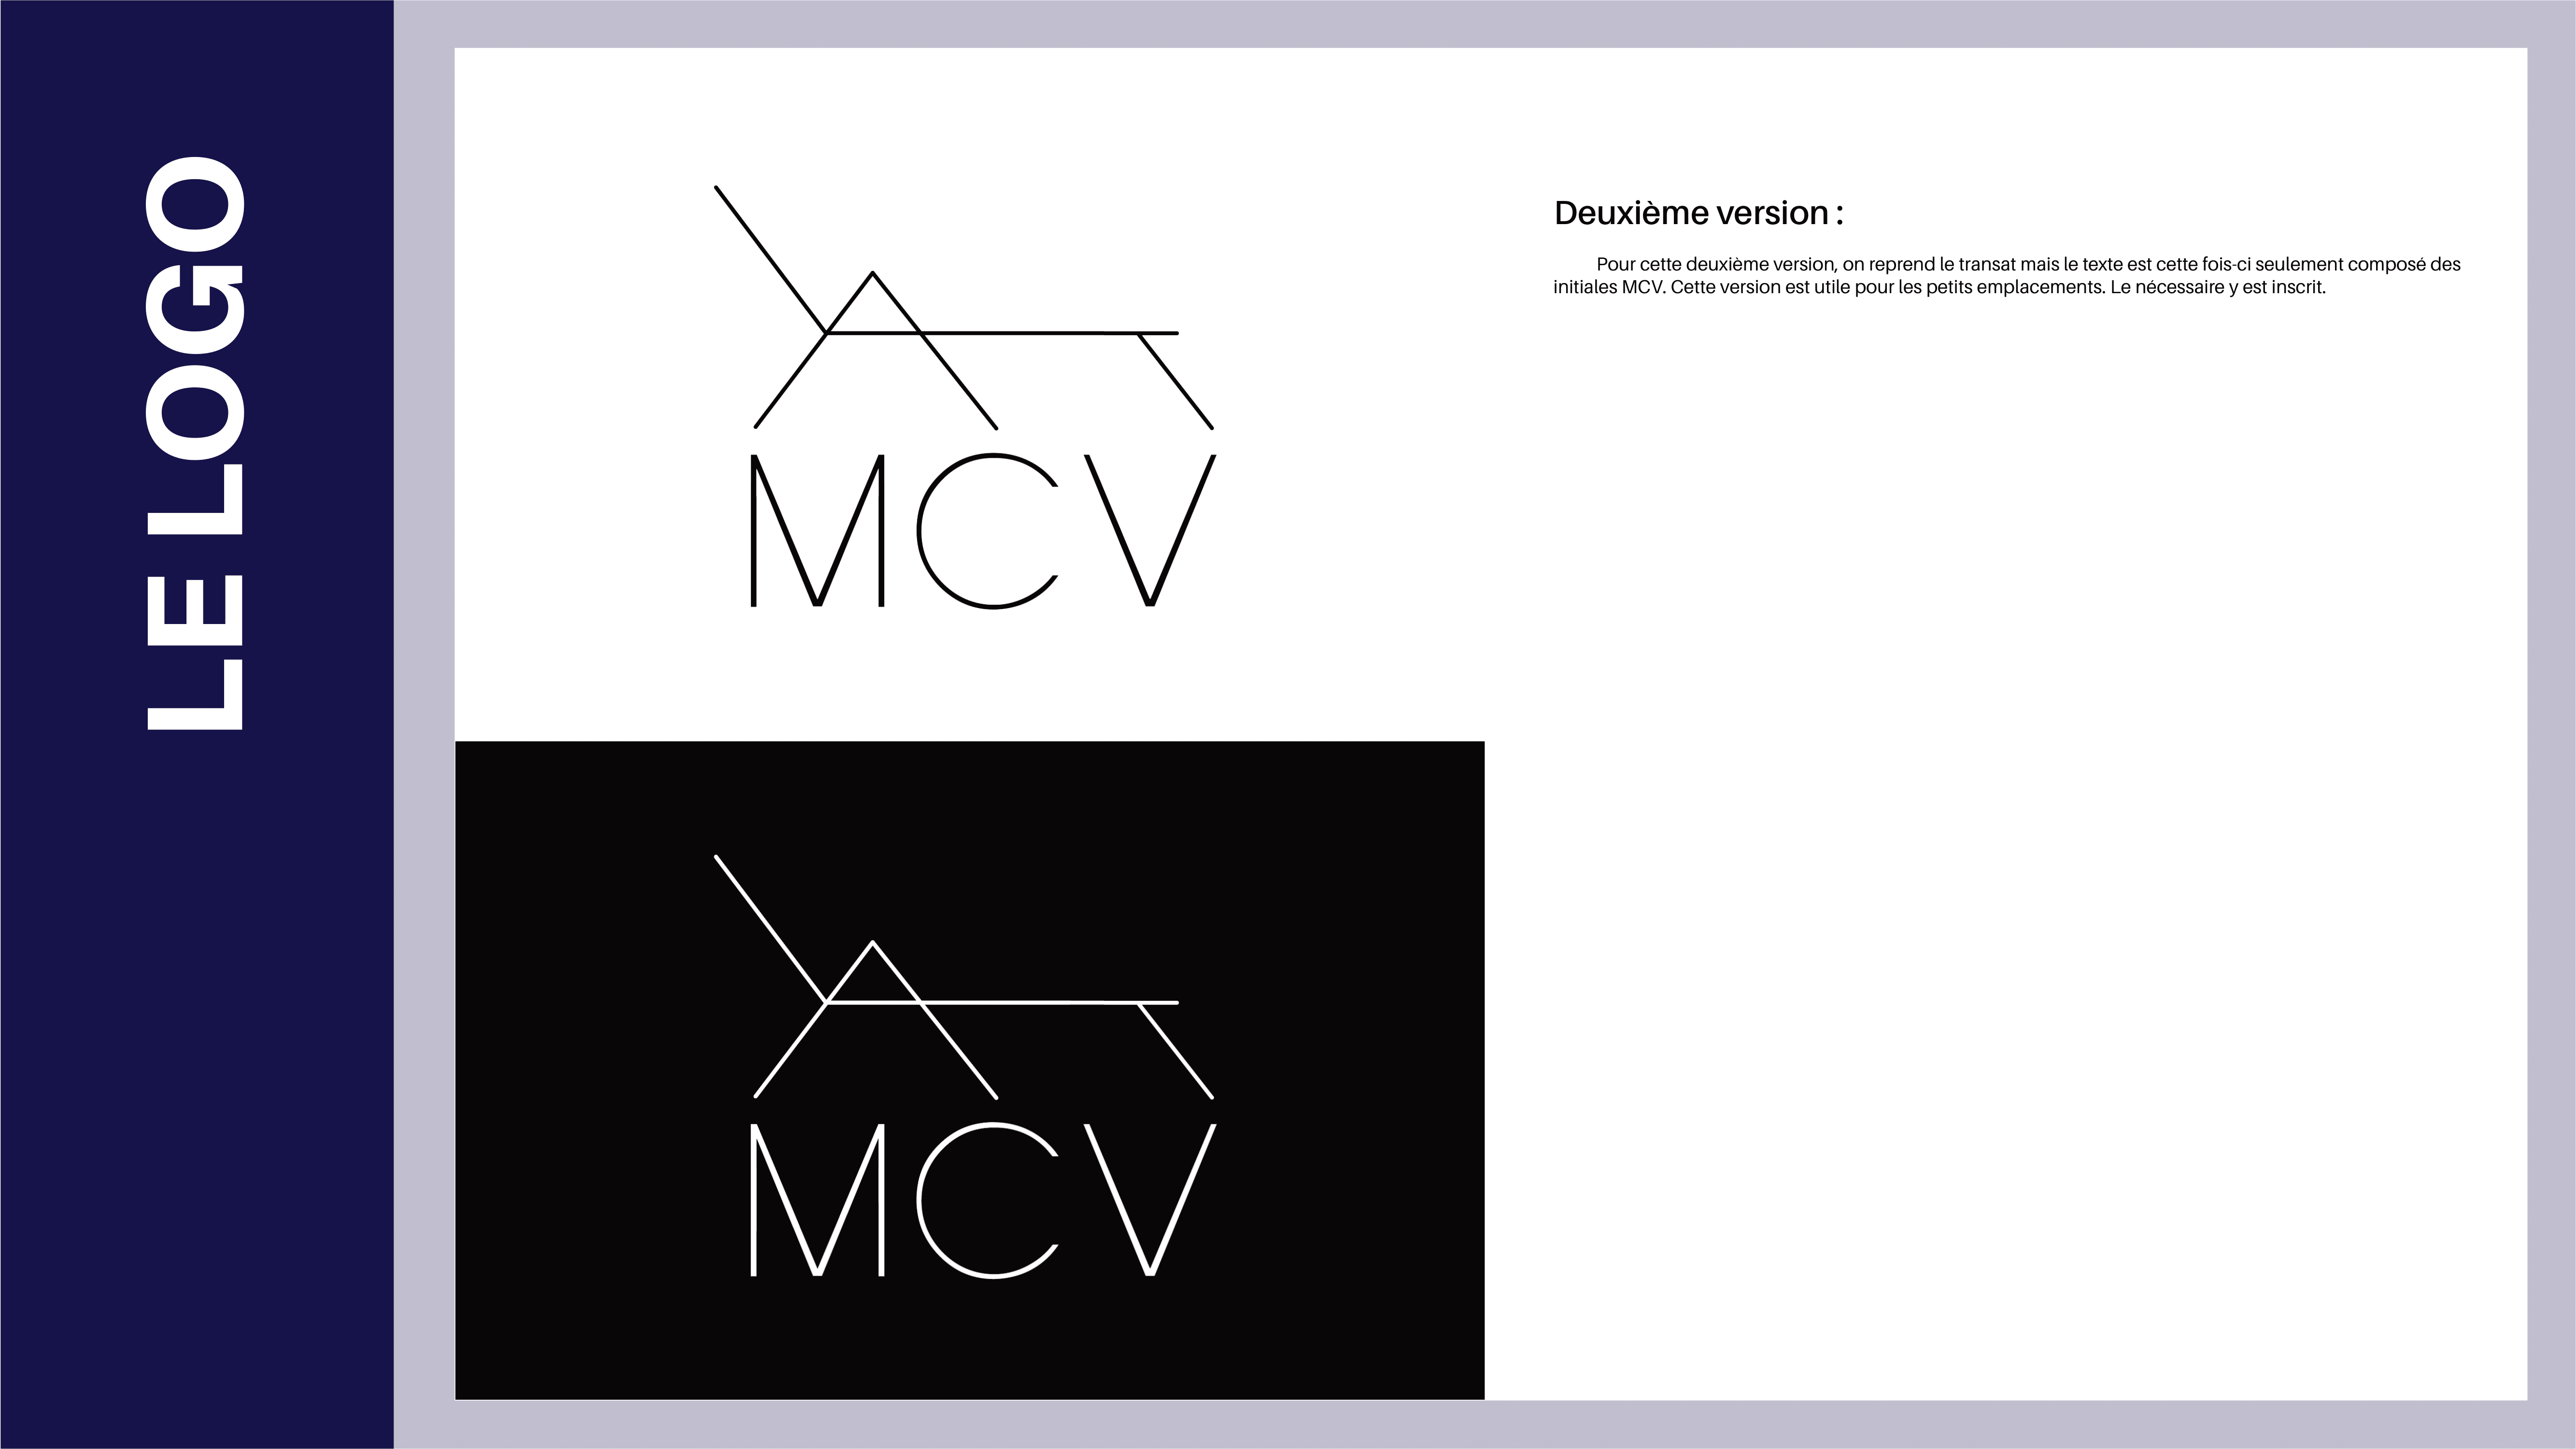 LE LOGO
MCV
Deuxième version :
Pour cette deuxième version, on reprend le transat mais le texte est cette fois-ci seulement composé des
initiales MCV. Cette version est utile pour les petits emplacements. Le nécessaire y est inscrit.
MCV